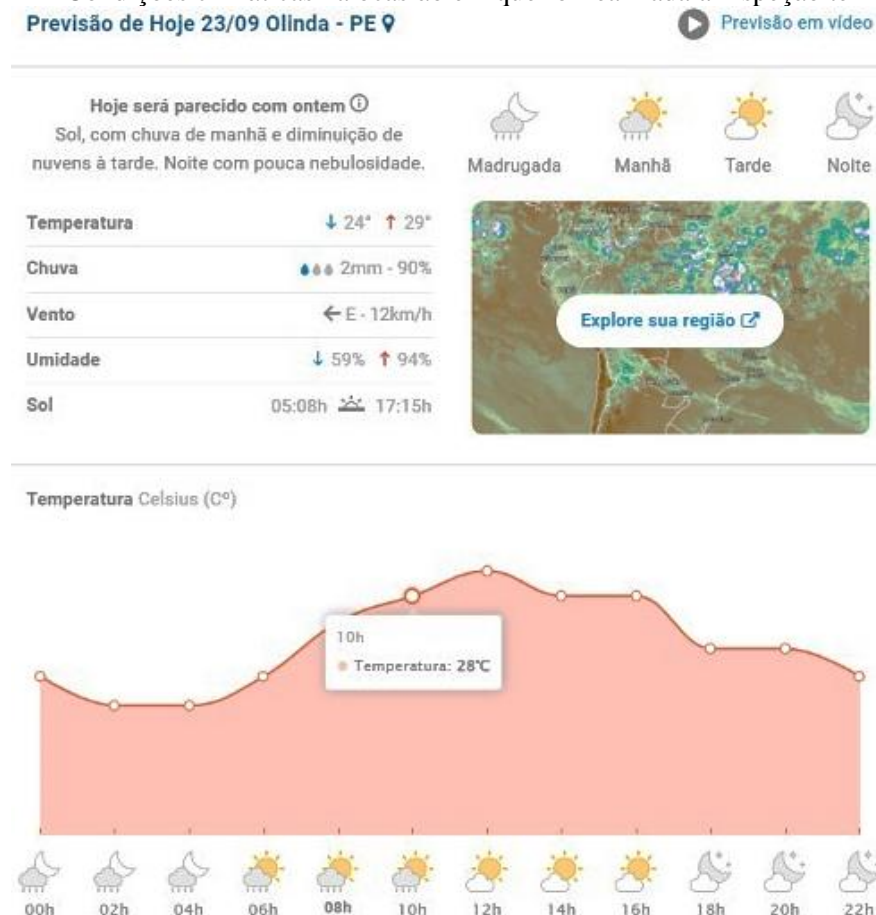 Previsão de Hoje 23/09 Olinda - PE
Previsão em vídeo
Hoje será parecido com ontem
Sol, com chuva de manhã e diminuição de
nuvens à tarde. Noite com pouca nebulosidade.
Madrugada
Manhã
Tarde
Noite
Temperatura ↓ 24° ↑ 29°
Chuva 2mm - 90%
Vento ← E - 12km/h
Umidade ↓ 59% ↑ 94%
Sol 05:08h 17:15h
Explore sua região
Temperatura Celsius (Cº)
10h
Temperatura: 28°C
00h 02h 04h 06h 08h 10h 12h 14h 16h 18h 20h 22h